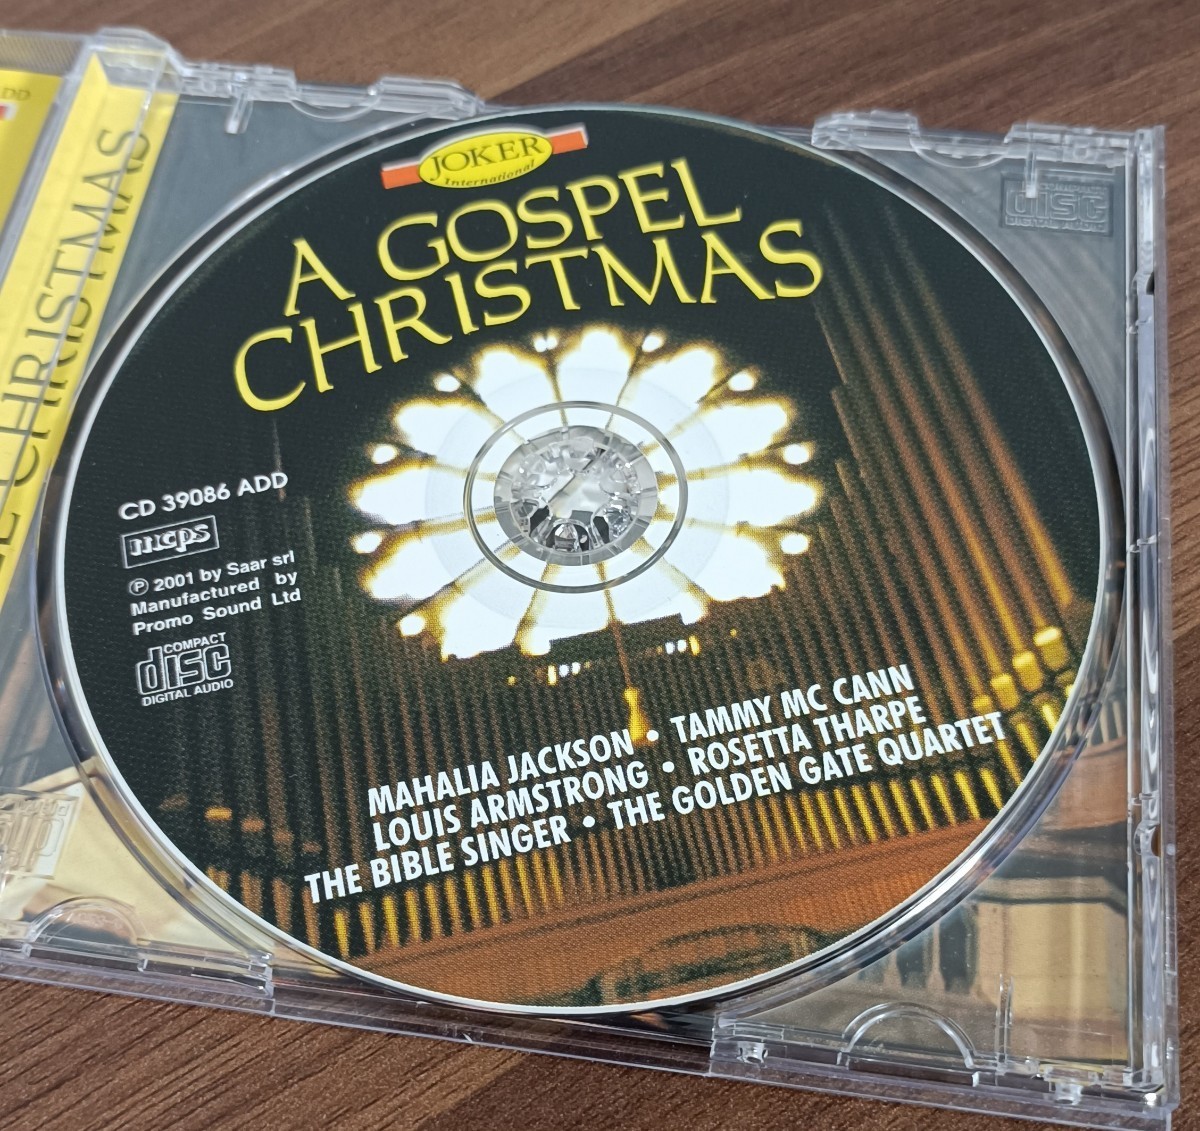 JOKER
International
A GOSPEL
CHRISTMAS
CD 39086 ADD
mcps
℗ 2001 by Saar srl
Manufactured by
Promo Sound Ltd
COMPACT
disc
DIGITAL AUDIO
MAHALIA JACKSON • TAMMY MC CANN
LOUIS ARMSTRONG • ROSETTA THARPE
THE BIBLE SINGER • THE GOLDEN GATE QUARTET
COMPACT
disc
DIGITAL AUDIO
CHRISTMAS
DD